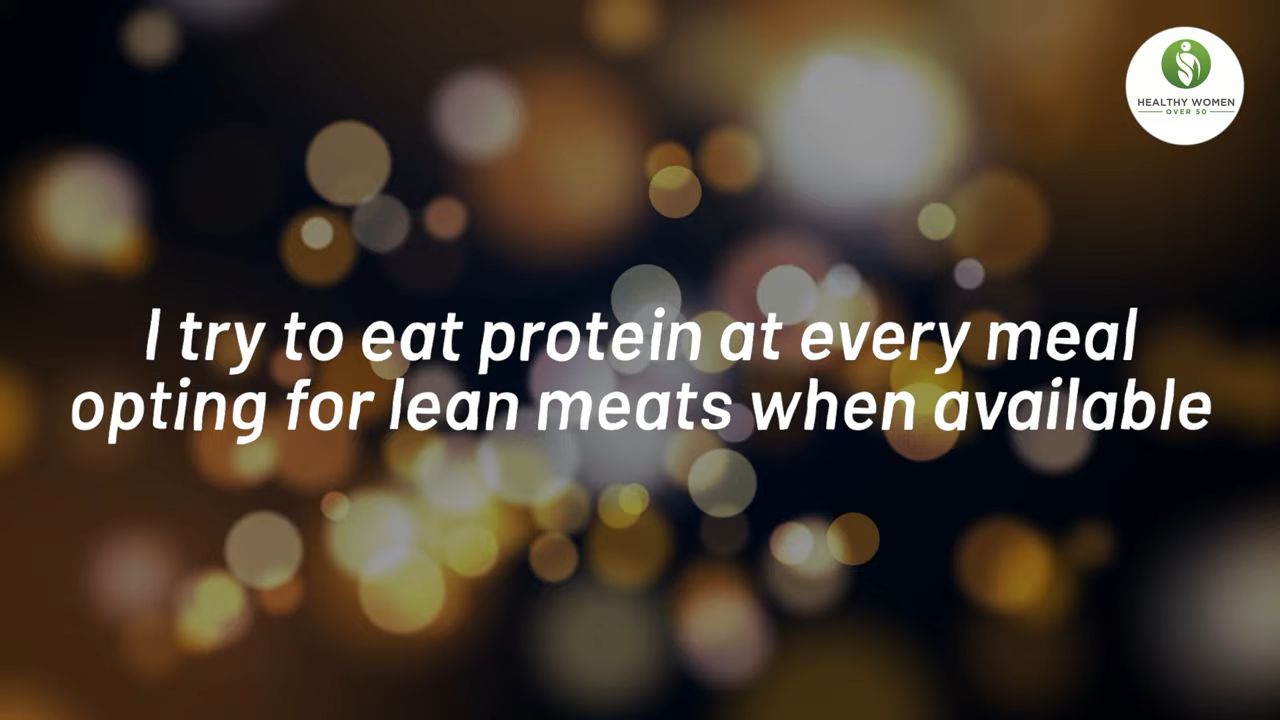 HEALTHY WOMEN
OVER 50
I try to eat protein at every meal
opting for lean meats when available